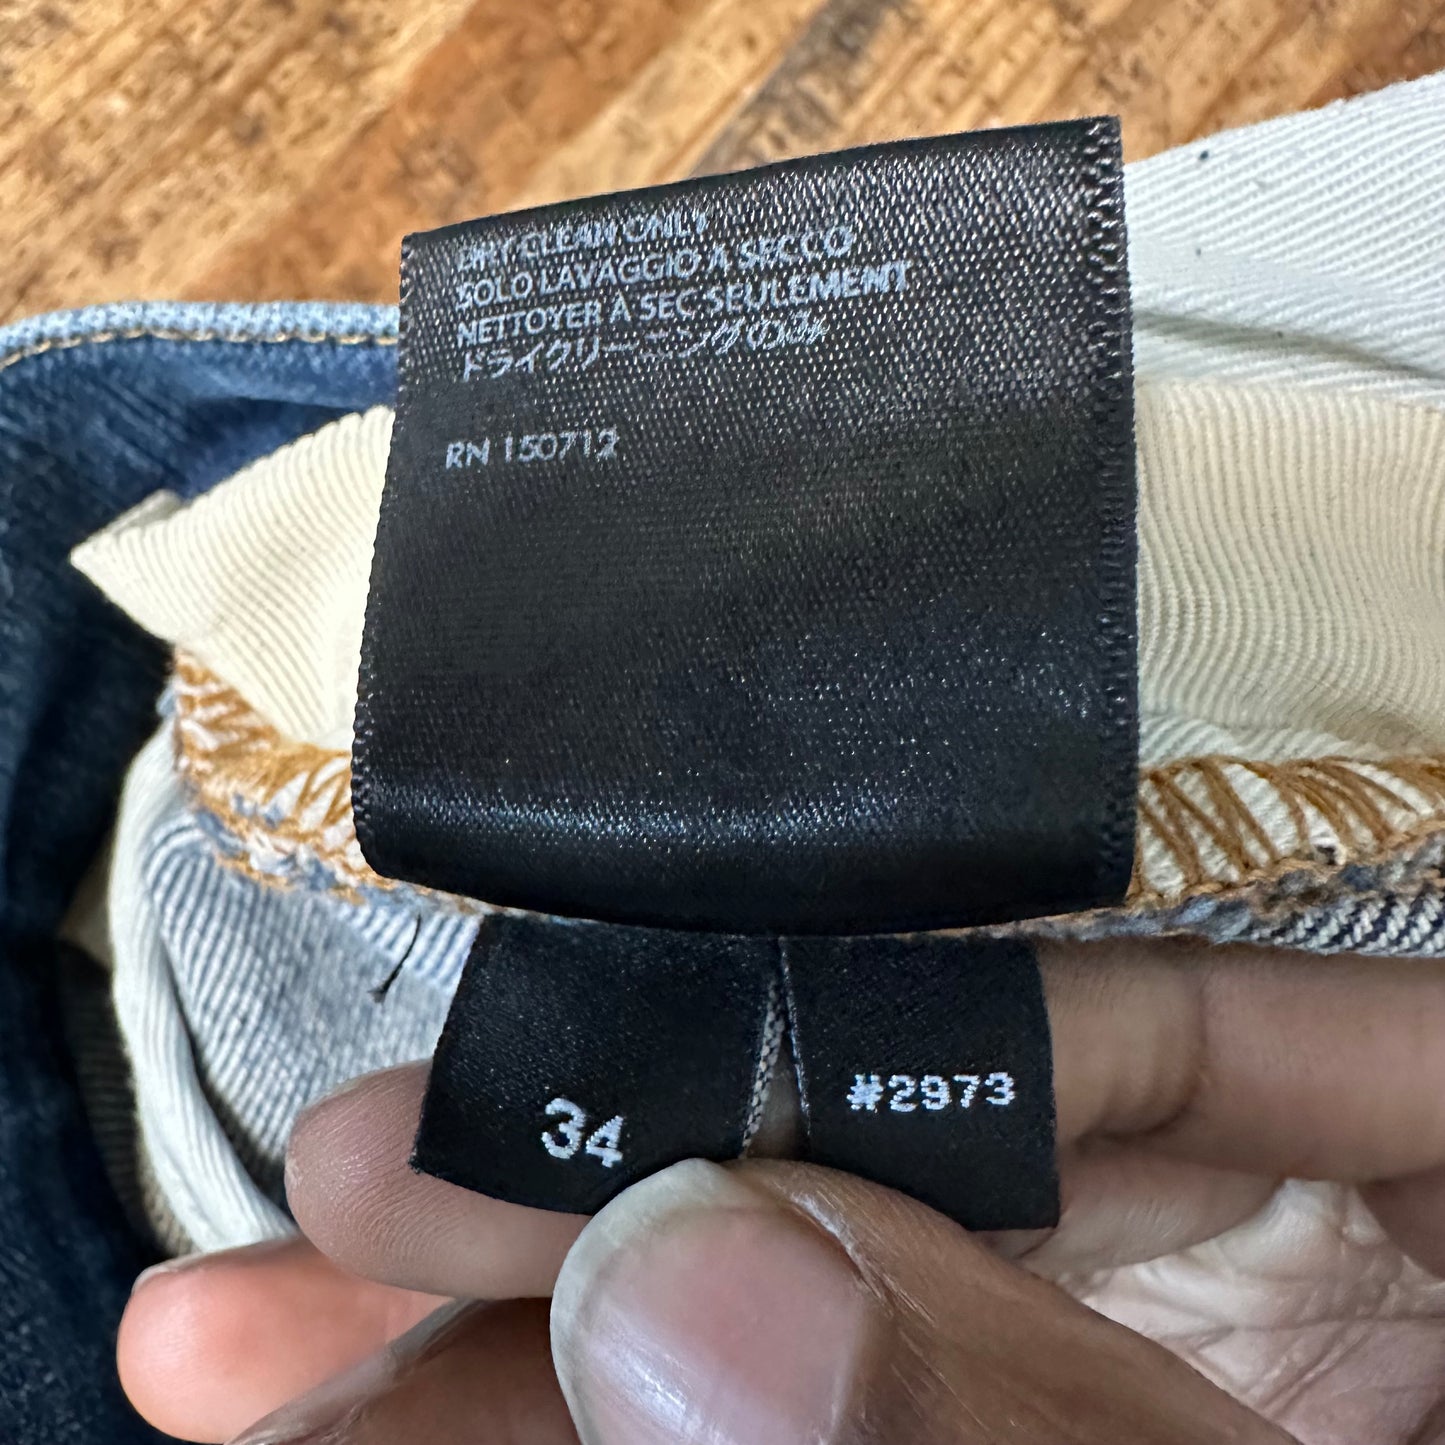 DRY CLEAN ONLY
SOLO LAVAGGIO A SECCO
NETTOYER À SEC SEULEMENT
ドライクリーニングのみ
RN 150712
34
#2973